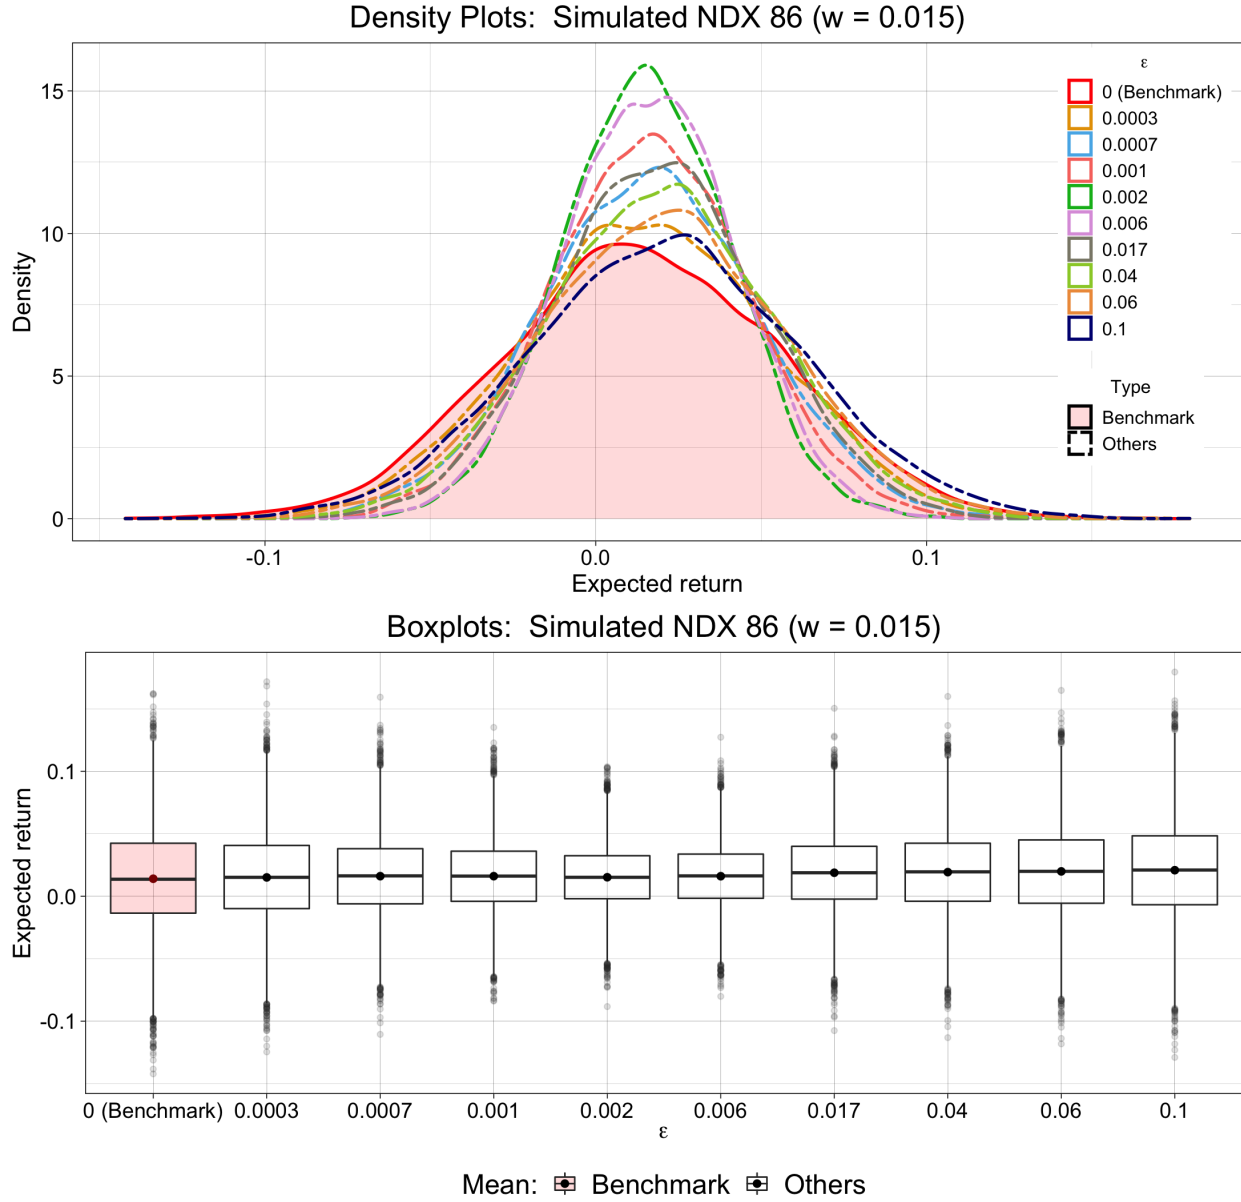 Density Plots:  Simulated NDX 86 (w = 0.015)
Density
15
10
5
0
-0.1
0.0
0.1
Expected return
ε
0 (Benchmark)
0.0003
0.0007
0.001
0.002
0.006
0.017
0.04
0.06
0.1
Type
Benchmark
Others
Boxplots:  Simulated NDX 86 (w = 0.015)
Expected return
0.1
0.0
-0.1
0 (Benchmark) 0.0003 0.0007 0.001 0.002 0.006 0.017 0.04 0.06 0.1
ε
Mean: Benchmark Others